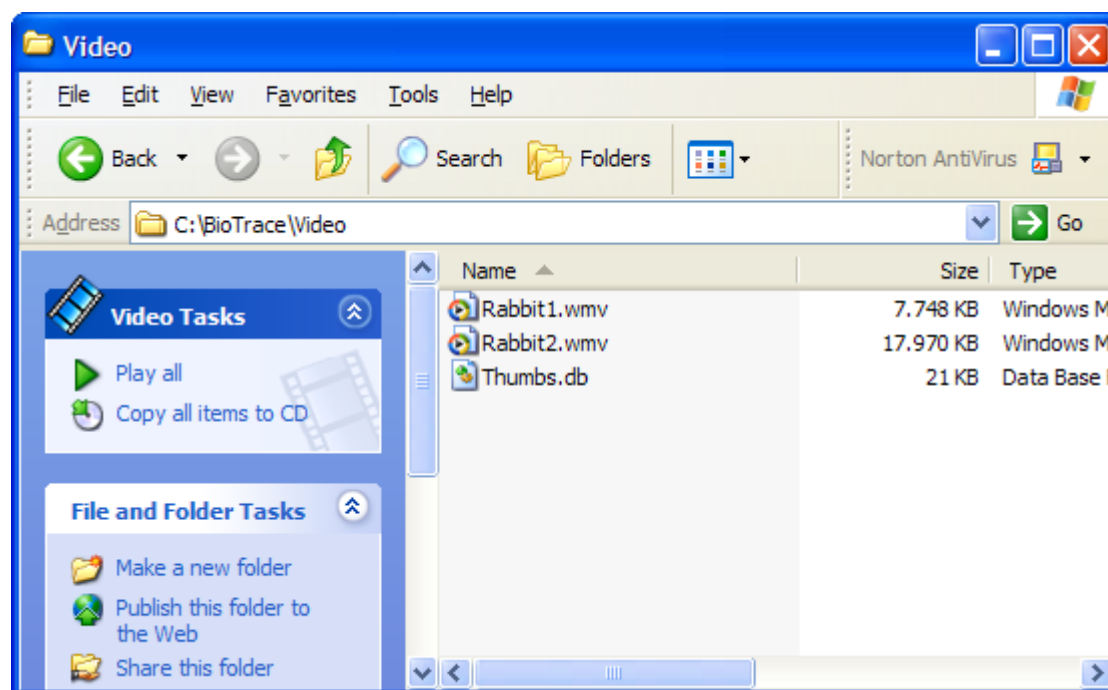 Video
File Edit View Favorites Tools Help
Back Search Folders Norton AntiVirus
Address C:\BioTrace\Video Go
Name Size Type
Video Tasks
Play all
Copy all items to CD
File and Folder Tasks
Make a new folder
Publish this folder to
the Web
Share this folder
Rabbit1.wmv 7.748 KB Windows M
Rabbit2.wmv 17.970 KB Windows M
Thumbs.db 21 KB Data Base